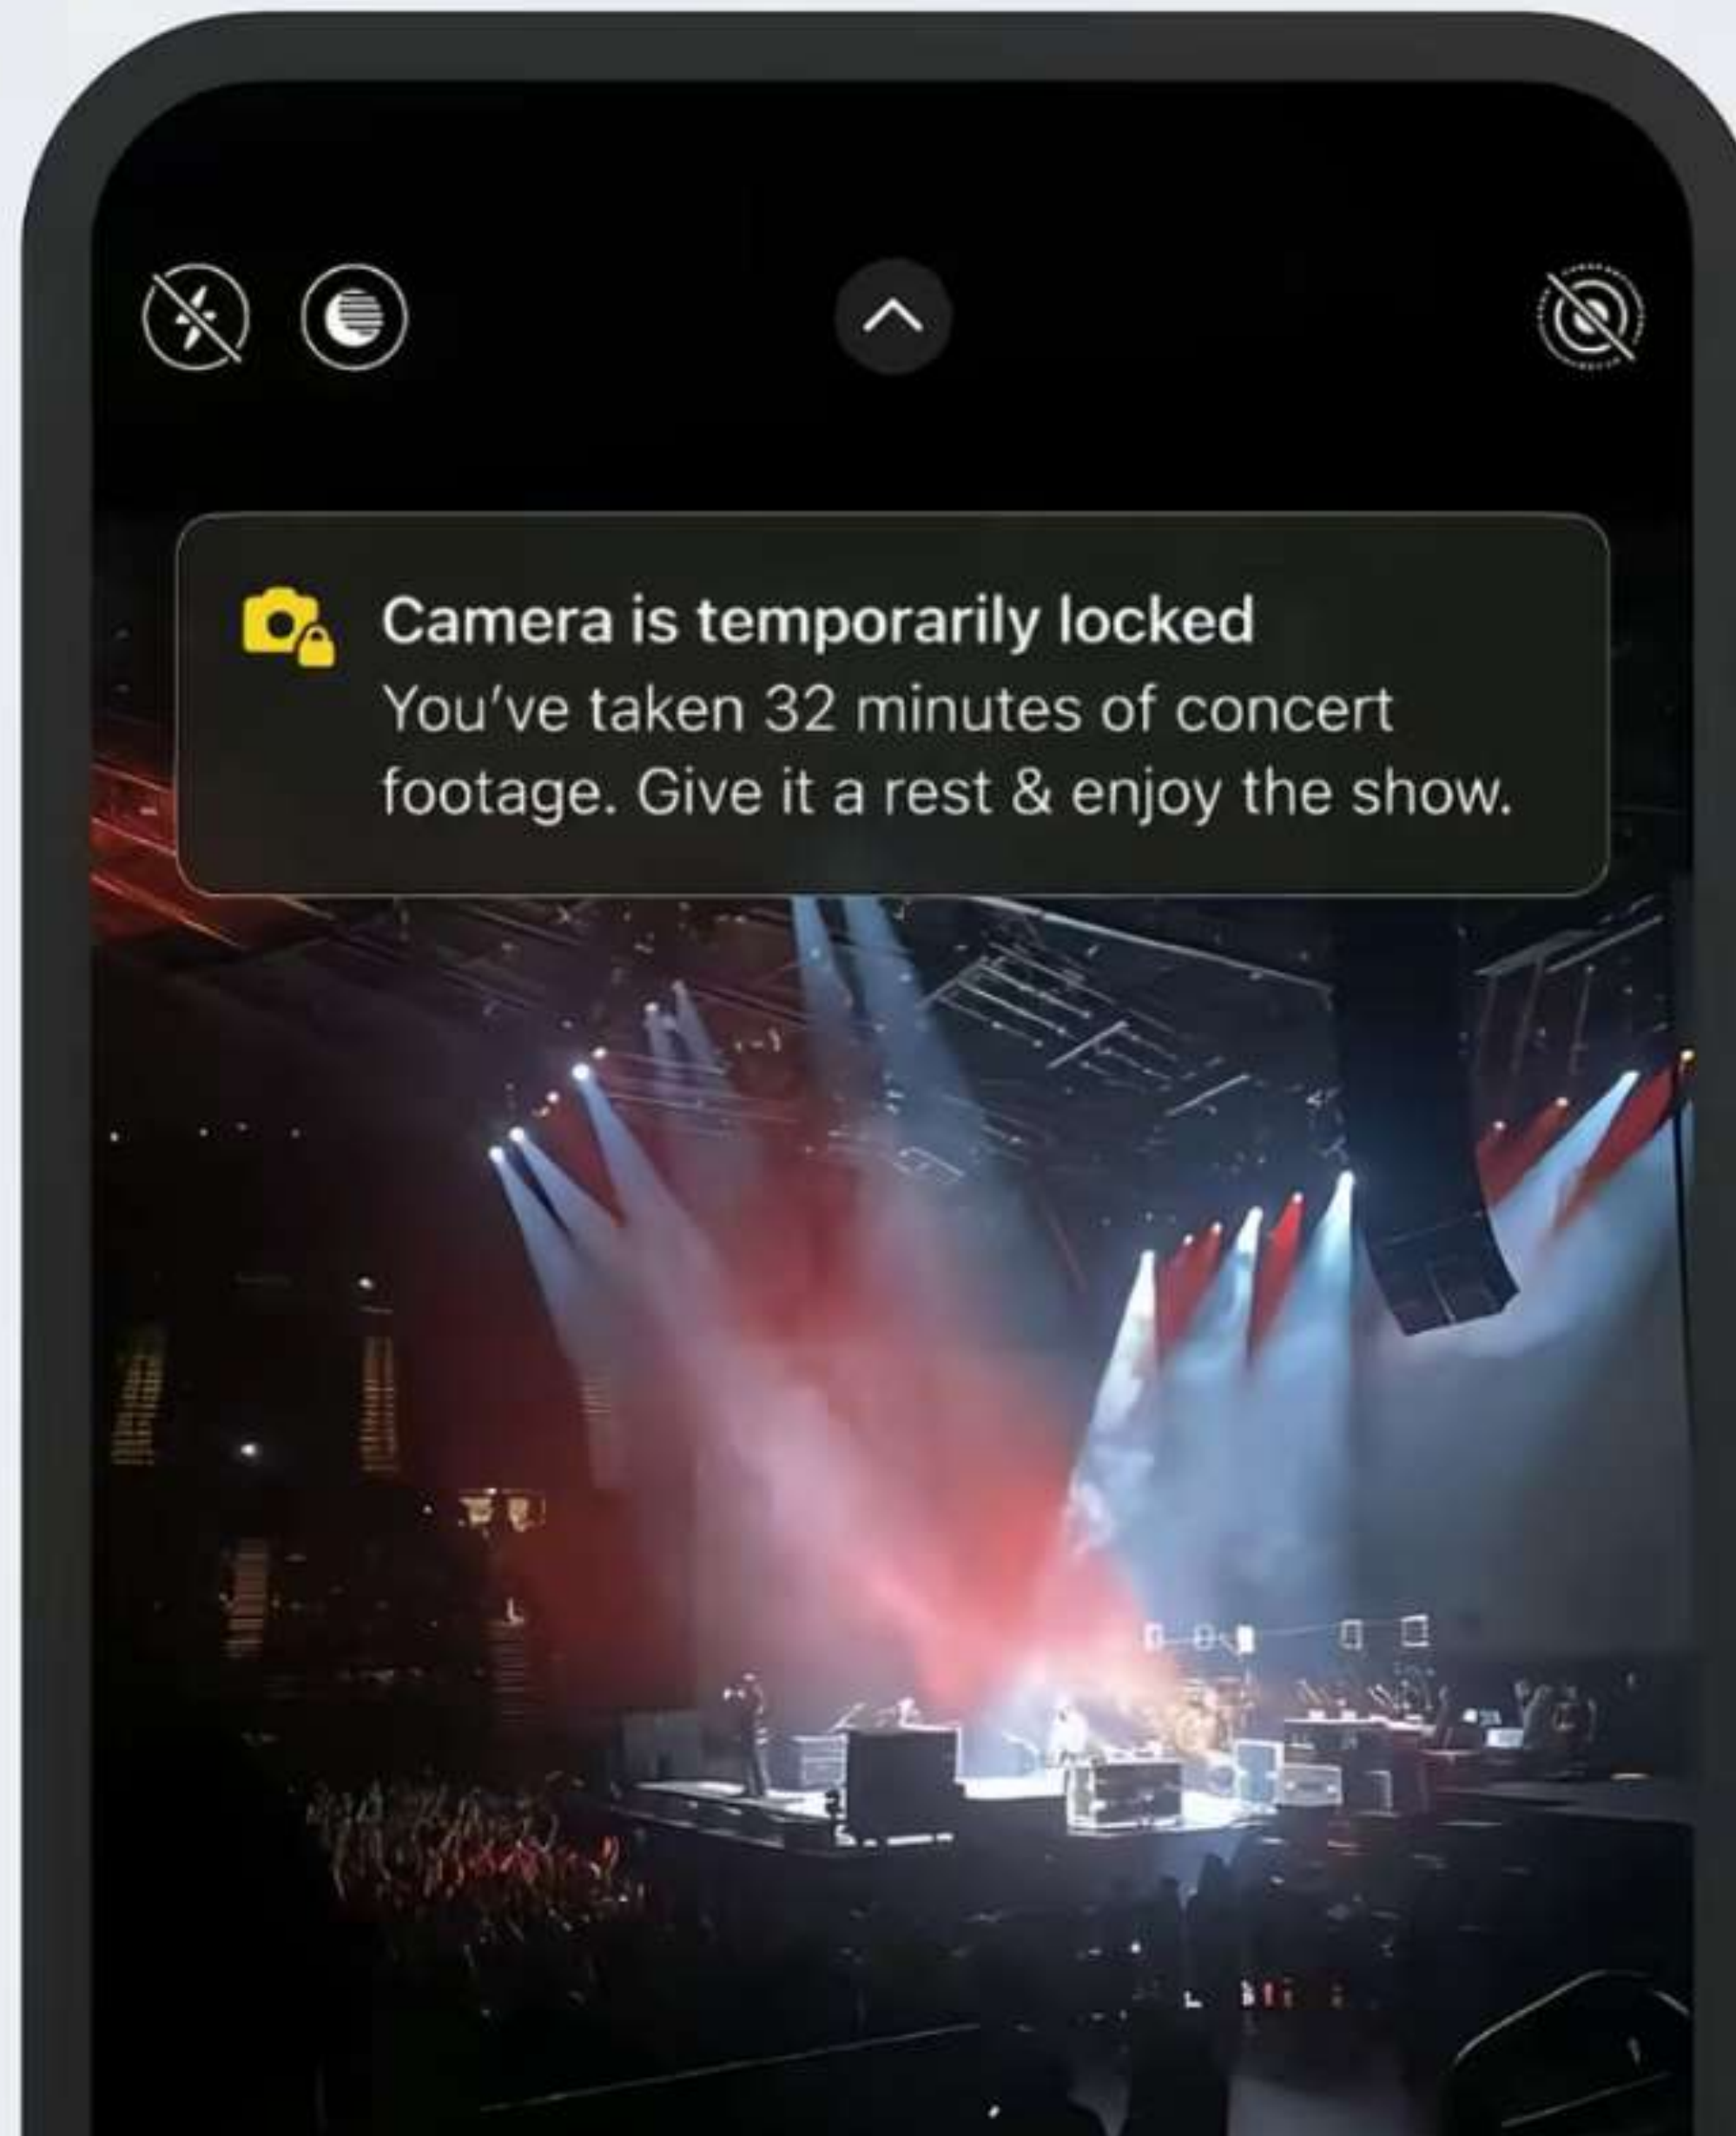 Camera is temporarily locked
You’ve taken 32 minutes of concert
footage. Give it a rest & enjoy the show.